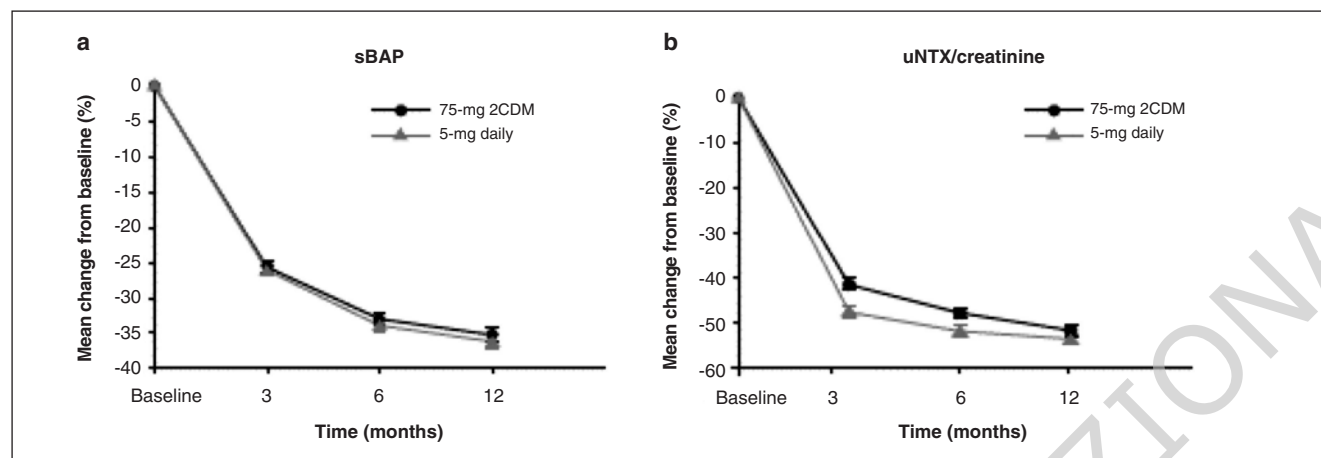 a
sBAP
75-mg 2CDM
5-mg daily
Mean change from baseline (%)
0
-5
-10
-15
-20
-25
-30
-35
-40
Baseline 3 6 12
Time (months)
b
uNTX/creatinine
75-mg 2CDM
5-mg daily
Mean change from baseline (%)
0
-10
-20
-30
-40
-50
-60
Baseline 3 6 12
Time (months)
ZIONA